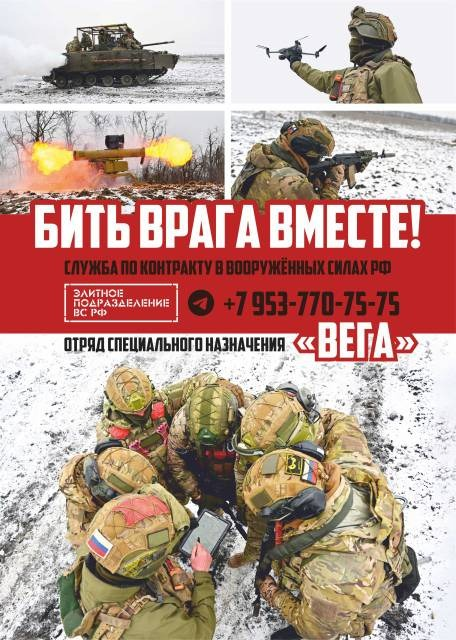 БИТЬ ВРАГА ВМЕСТЕ!
СЛУЖБА ПО КОНТРАКТУ В ВООРУЖЁННЫХ СИЛАХ РФ
ЭЛИТНОЕ
ПОДРАЗДЕЛЕНИЕ
ВС РФ
+7 953-770-75-75
ОТРЯД СПЕЦИАЛЬНОГО НАЗНАЧЕНИЯ «ВЕГА»